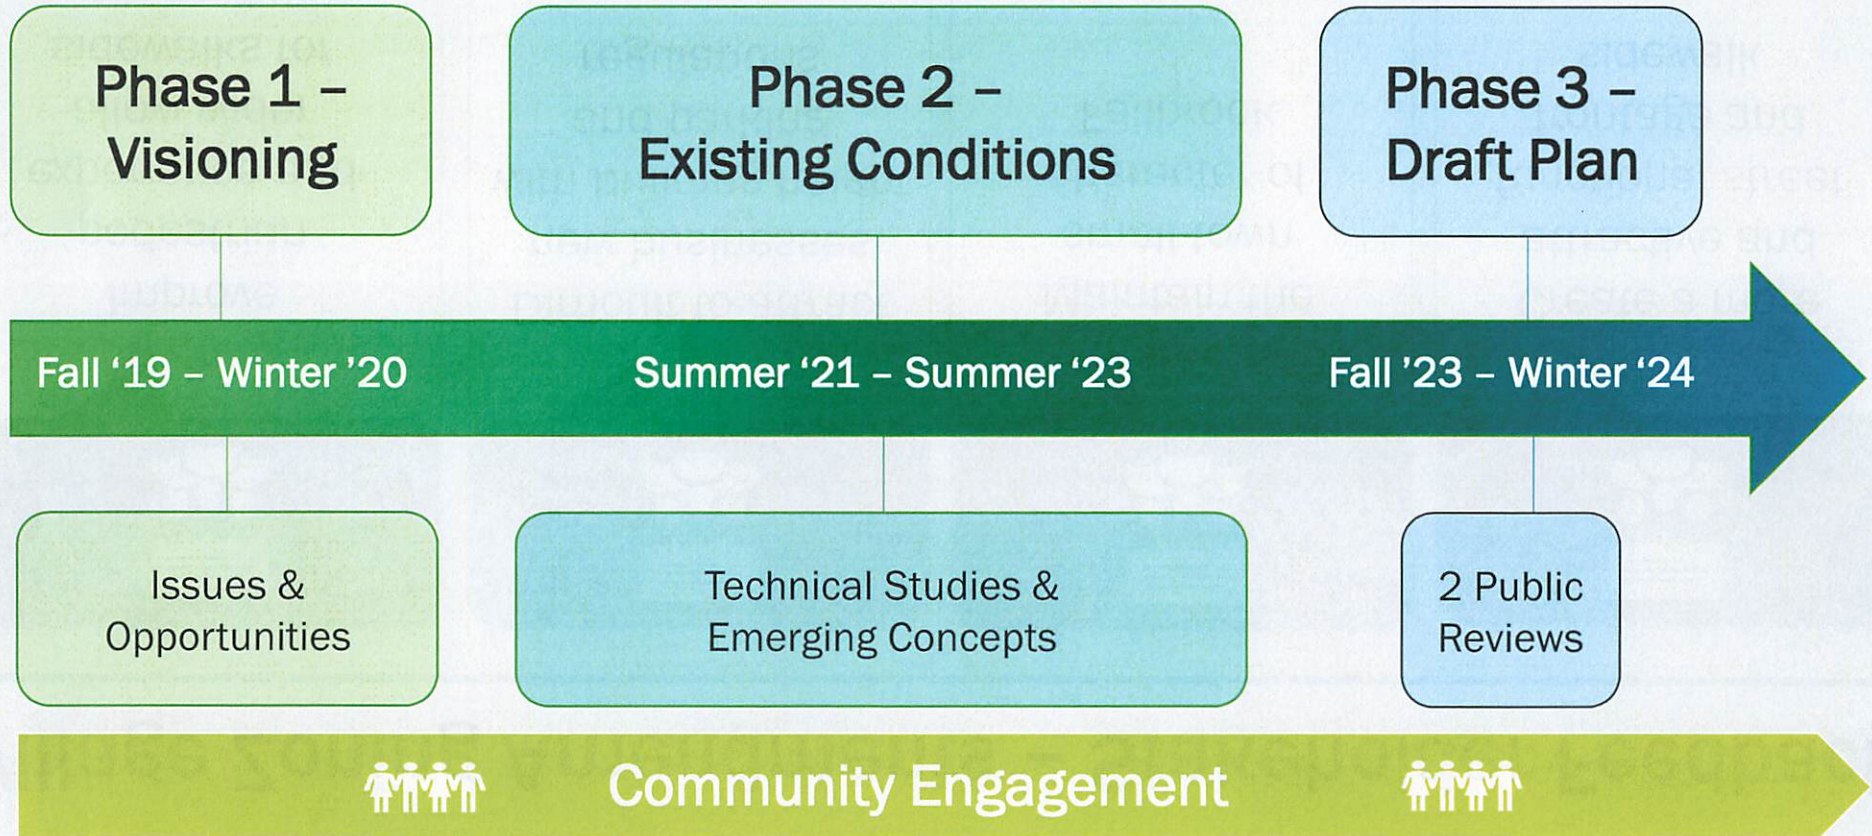 Phase 1 –
Visioning
Phase 2 –
Existing Conditions
Phase 3 –
Draft Plan
Fall ‘19 – Winter ’20
Summer ‘21 – Summer ‘23
Fall ’23 – Winter ‘24
Issues &
Opportunities
Technical Studies &
Emerging Concepts
2 Public
Reviews
Community Engagement